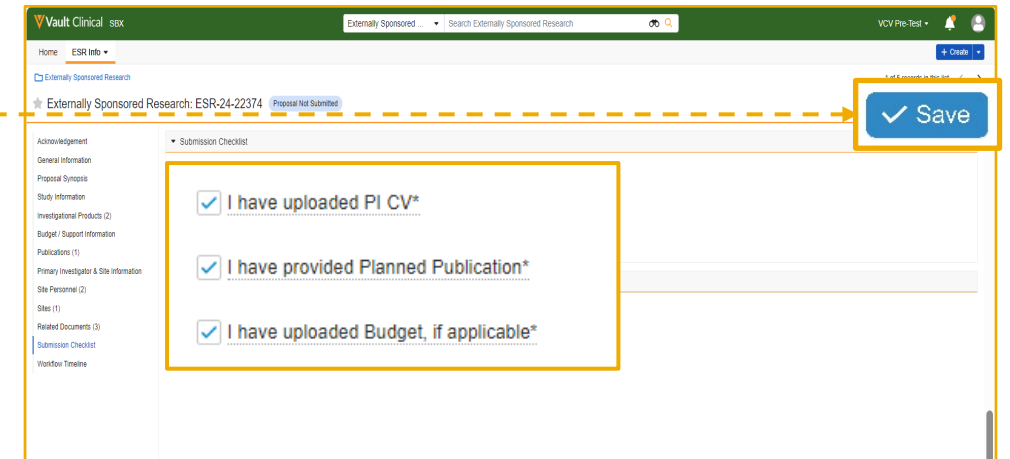 Vault Clinical SBX
Externally Sponsored ... Search Externally Sponsored Research
VCV Pre-Test
Home ESR Info
+ Create
Externally Sponsored Research
1 of 6 records in this list
Externally Sponsored Research: ESR-24-22374 Proposal Not Submitted
Save
Acknowledgement
Submission Checklist
General Information
Proposal Synopsis
Study Information
Investigational Products (2)
Budget / Support Information
Publications (1)
Primary Investigator & Site Information
Site Personnel (2)
Sites (1)
Related Documents (3)
Submission Checklist
Workflow Timeline
I have uploaded PI CV*
I have provided Planned Publication*
I have uploaded Budget, if applicable*